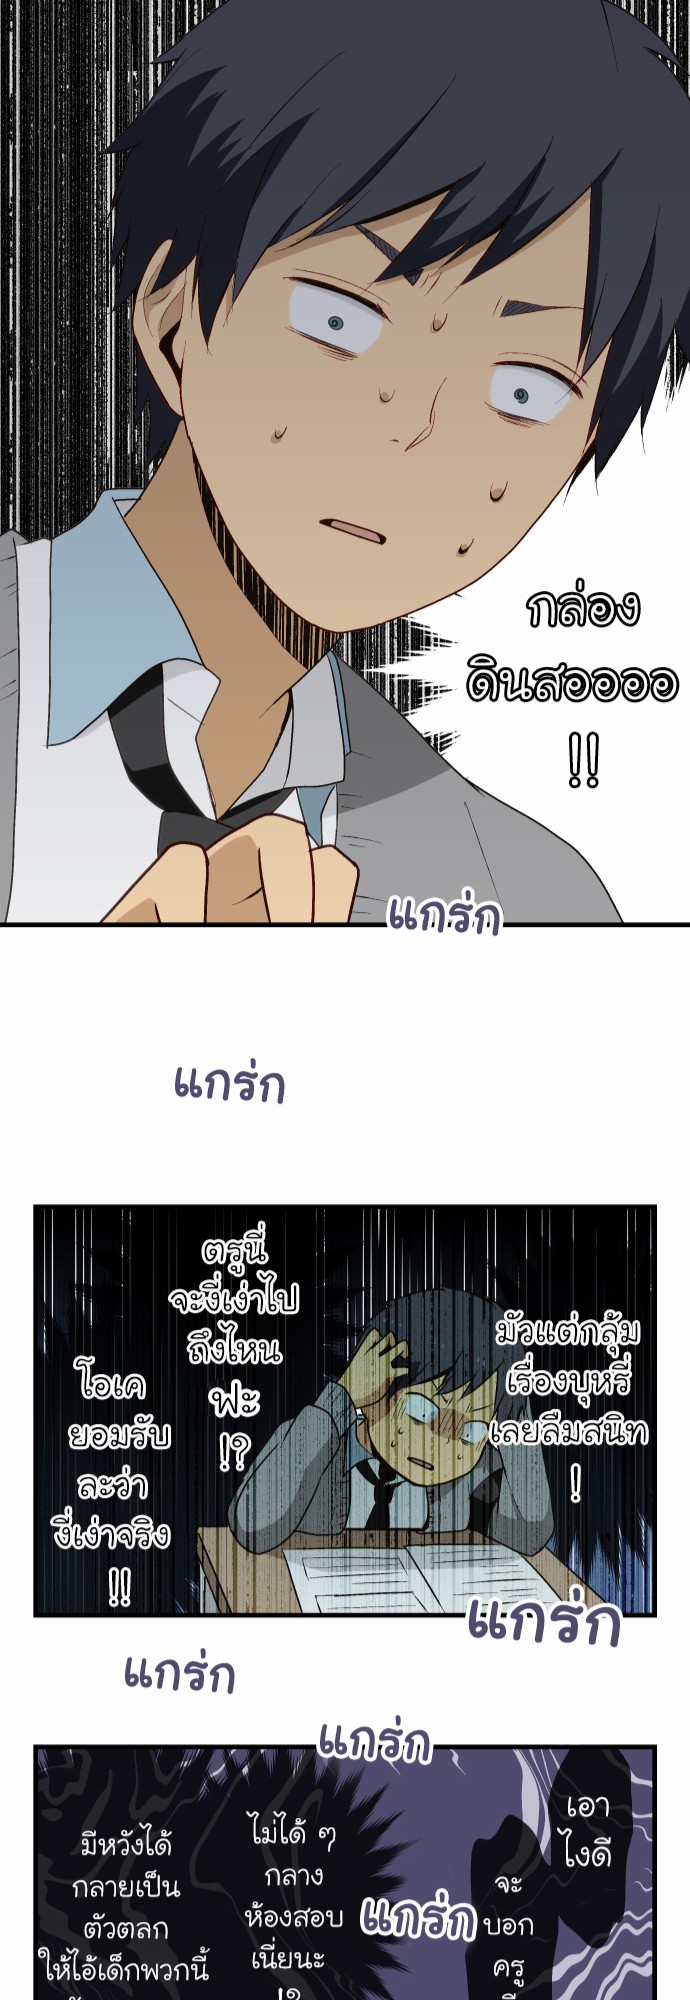 กล่อง
ดินสออออ
!!
แกร่ก
แกร่ก
มัวแต่กลุ้ม
เรื่องบุหรี่
เลยลืมสนิท
!
ตรูนี่
จะงี่เง่าไป
ถึงไหน
ฟะ
!?
โอเค
ยอมรับ
ละว่า
งี่เง่าจริง
!!
แกร่ก
แกร่ก
แกร่ก
เอา
ไงดี
จะ
บอก
ครู
แกร่ก
ไม่ได้ ๆ
กลาง
ห้องสอบ
เนี่ยนะ
!?
มีหวังได้
กลายเป็น
ตัวตลก
ให้ไอ้เด็กพวกนี้